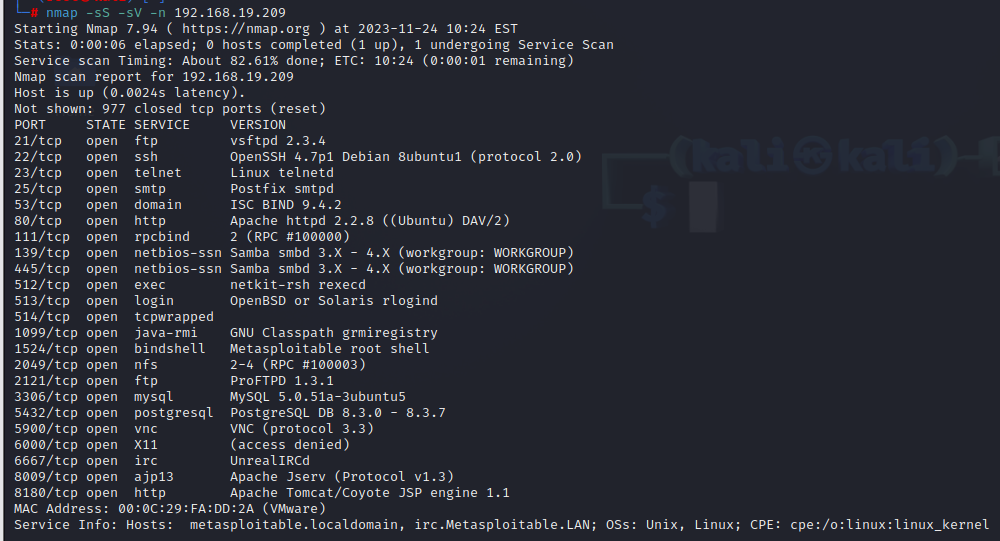 # nmap -sS -sV -n 192.168.19.209
Starting Nmap 7.94 ( https://nmap.org ) at 2023-11-24 10:24 EST
Stats: 0:00:06 elapsed; 0 hosts completed (1 up), 1 undergoing Service Scan
Service scan Timing: About 82.61% done; ETC: 10:24 (0:00:01 remaining)
Nmap scan report for 192.168.19.209
Host is up (0.0024s latency).
Not shown: 977 closed tcp ports (reset)
PORT     STATE SERVICE     VERSION
21/tcp   open  ftp         vsftpd 2.3.4
22/tcp   open  ssh         OpenSSH 4.7p1 Debian 8ubuntu1 (protocol 2.0)
23/tcp   open  telnet      Linux telnetd
25/tcp   open  smtp        Postfix smtpd
53/tcp   open  domain      ISC BIND 9.4.2
80/tcp   open  http        Apache httpd 2.2.8 ((Ubuntu) DAV/2)
111/tcp  open  rpcbind     2 (RPC #100000)
139/tcp  open  netbios-ssn Samba smbd 3.X - 4.X (workgroup: WORKGROUP)
445/tcp  open  netbios-ssn Samba smbd 3.X - 4.X (workgroup: WORKGROUP)
512/tcp  open  exec        netkit-rsh rexecd
513/tcp  open  login       OpenBSD or Solaris rlogind
514/tcp  open  tcpwrapped
1099/tcp open  java-rmi    GNU Classpath grmiregistry
1524/tcp open  bindshell   Metasploitable root shell
2049/tcp open  nfs         2-4 (RPC #100003)
2121/tcp open  ftp         ProFTPD 1.3.1
3306/tcp open  mysql       MySQL 5.0.51a-3ubuntu5
5432/tcp open  postgresql  PostgreSQL DB 8.3.0 - 8.3.7
5900/tcp open  vnc         VNC (protocol 3.3)
6000/tcp open  X11         (access denied)
6667/tcp open  irc         UnrealIRCd
8009/tcp open  ajp13       Apache Jserv (Protocol v1.3)
8180/tcp open  http        Apache Tomcat/Coyote JSP engine 1.1
MAC Address: 00:0C:29:FA:DD:2A (VMware)
Service Info: Hosts:  metasploitable.localdomain, irc.Metasploitable.LAN; OSs: Unix, Linux; CPE: cpe:/o:linux:linux_kernel
(kali㉿kali)-
$